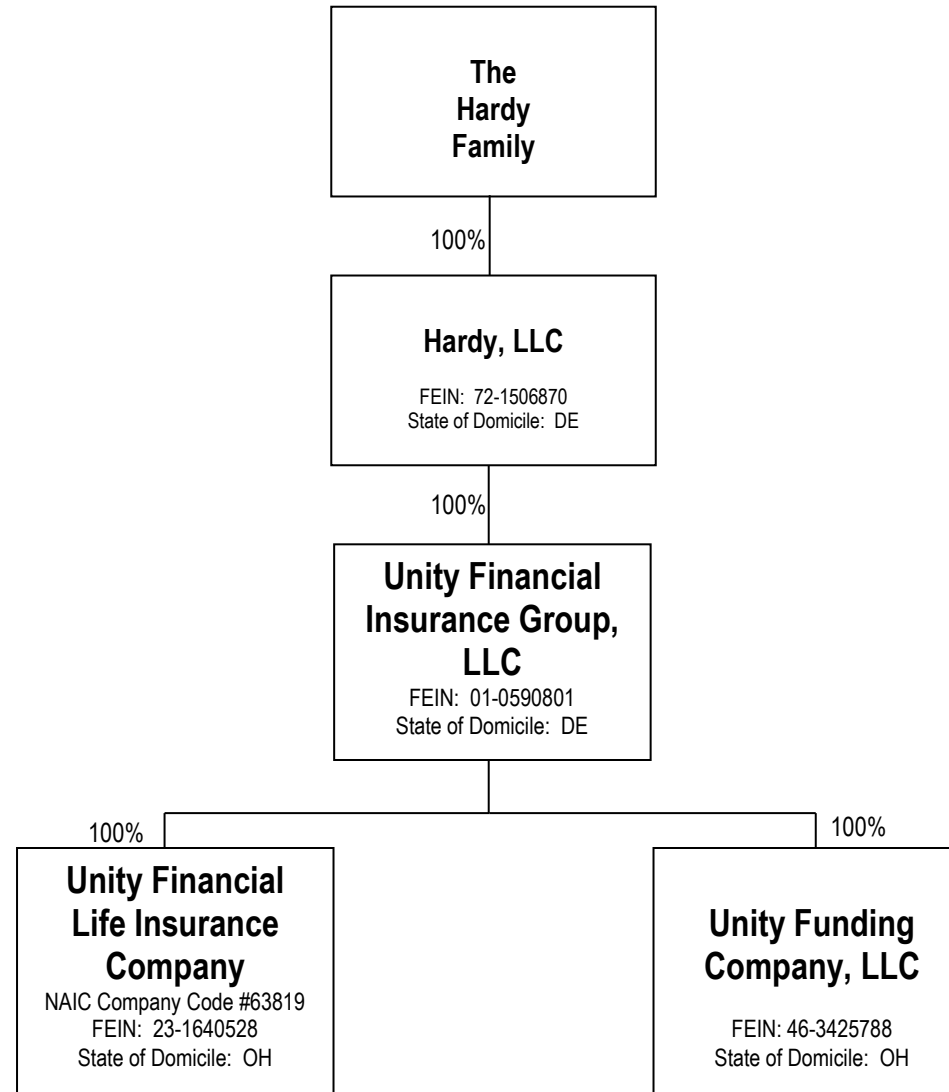 The
Hardy
Family
100%
Hardy, LLC
FEIN: 72-1506870
State of Domicile: DE
100%
Unity Financial
Insurance Group,
LLC
FEIN: 01-0590801
State of Domicile: DE
100%
Unity Financial
Life Insurance
Company
NAIC Company Code #63819
FEIN: 23-1640528
State of Domicile: OH
100%
Unity Funding
Company, LLC
FEIN: 46-3425788
State of Domicile: OH